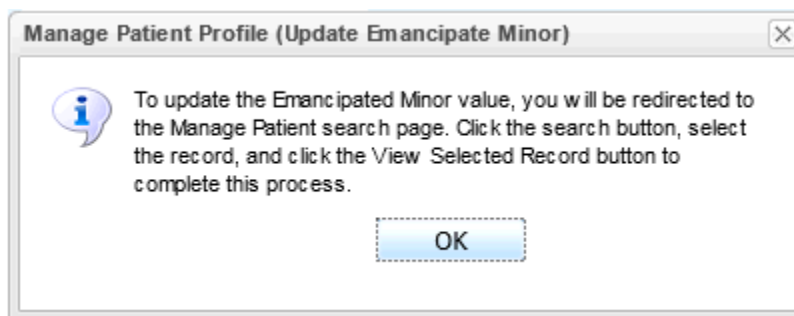 Manage Patient Profile (Update Emancipate Minor)
To update the Emancipated Minor value, you will be redirected to
the Manage Patient search page. Click the search button, select
the record, and click the View Selected Record button to
complete this process.
OK